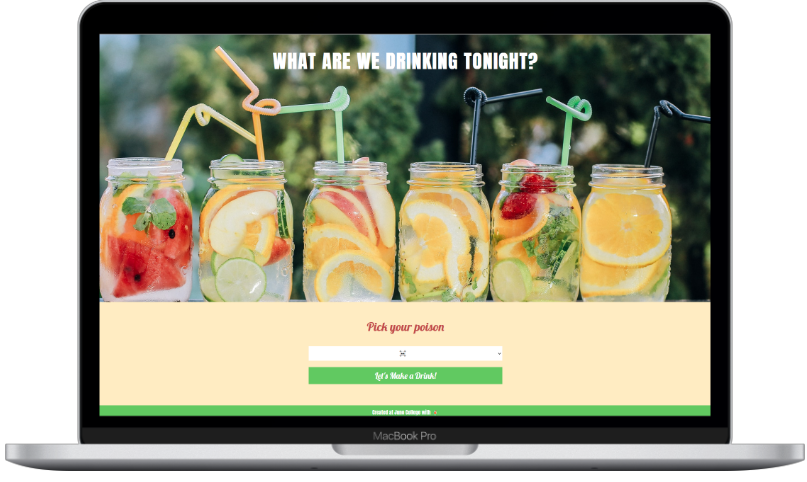 WHAT ARE WE DRINKING TONIGHT?
Pick your poison
Let's Make a Drink!
Created at Juno College with
MacBook Pro